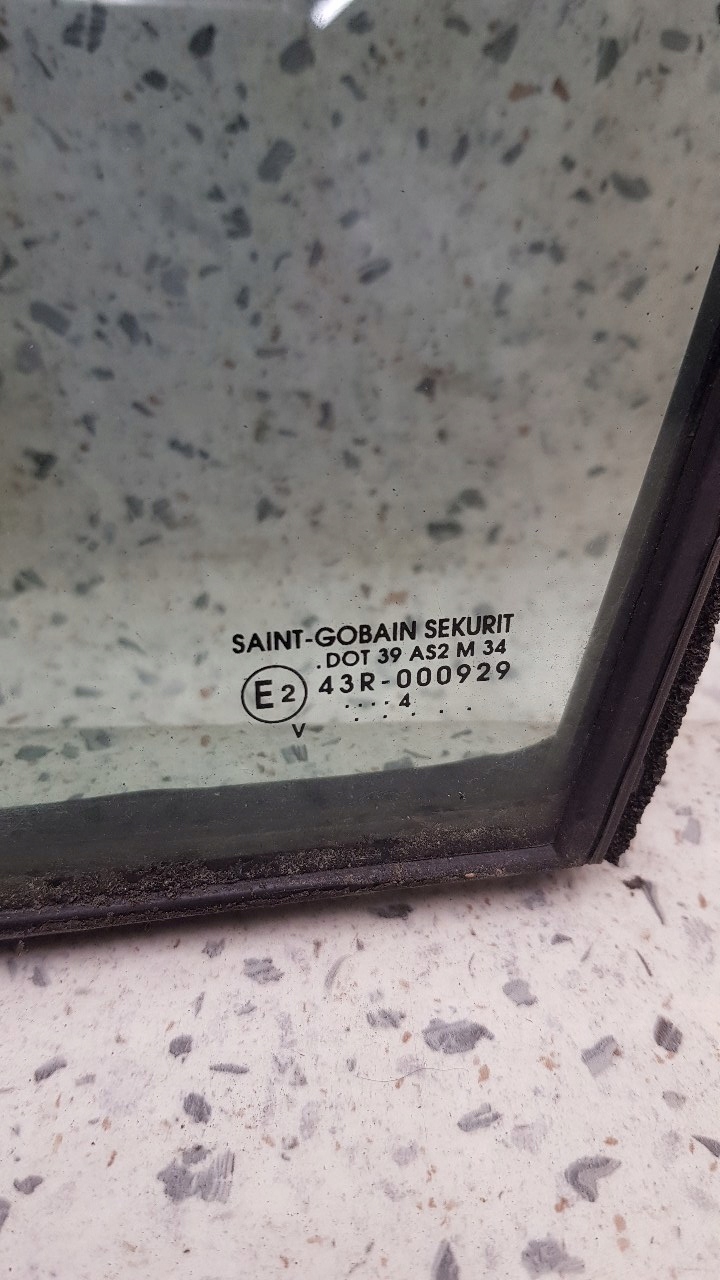 SAINT-GOBAIN SEKURIT
.DOT 39 AS2 M 34
E2 43R-000929
.... 4
. . . . . .
V